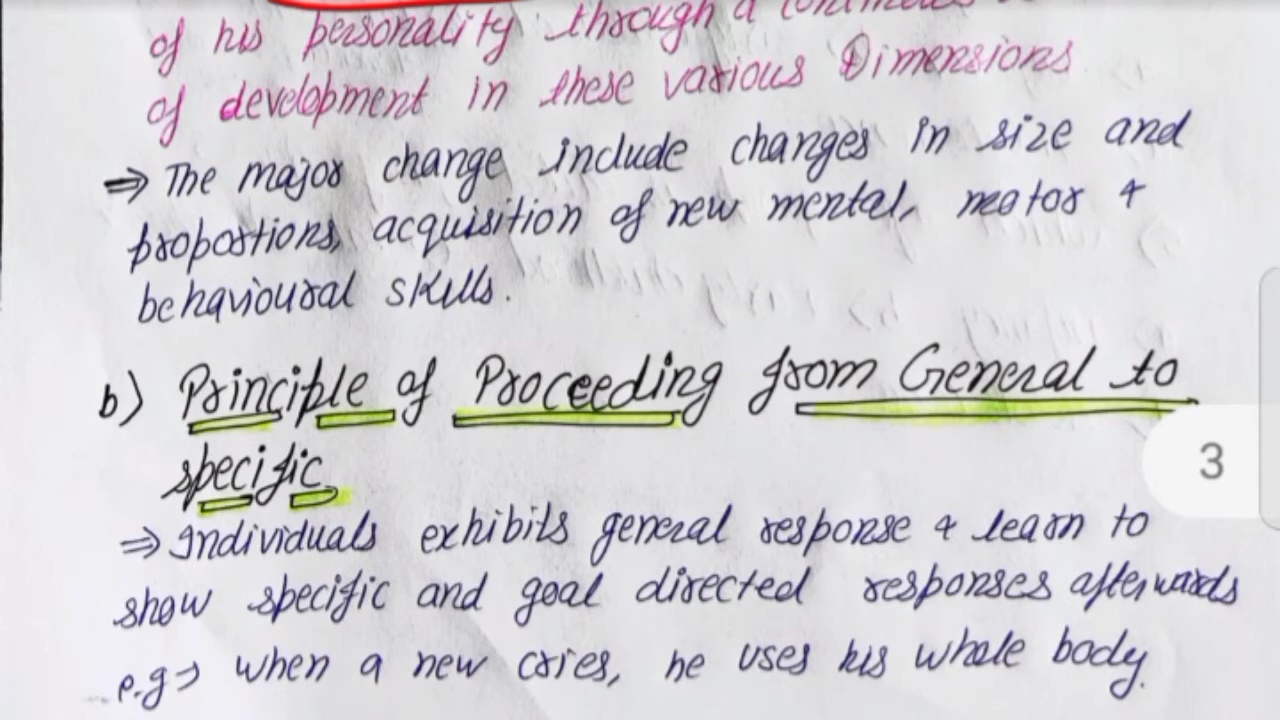 of his personality through a
of development in these various Dimensions
⇒ The major change include changes in size and
proportions, acquisition of new mental, motor &
behavioural skills.
b) Principle of Proceeding from General to
specific
3
⇒ Individuals exhibits general response & learn to
show specific and goal directed responses afterwards
e.g → when a new cries, he uses his whole body.